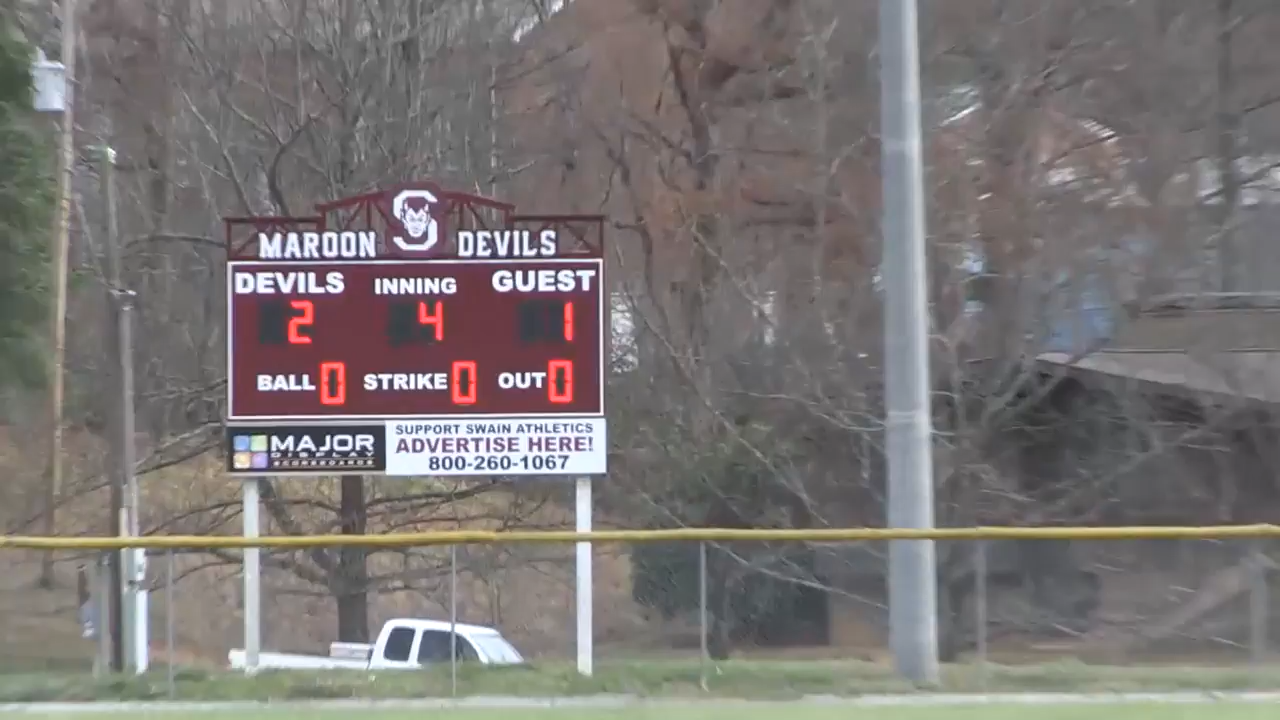 MAROON S DEVILS
DEVILS INNING GUEST
2 4 1
BALL 0 STRIKE 0 OUT 0
MAJOR
DISPLAY
SCOREBOARDS
SUPPORT SWAIN ATHLETICS
ADVERTISE HERE!
800-260-1067